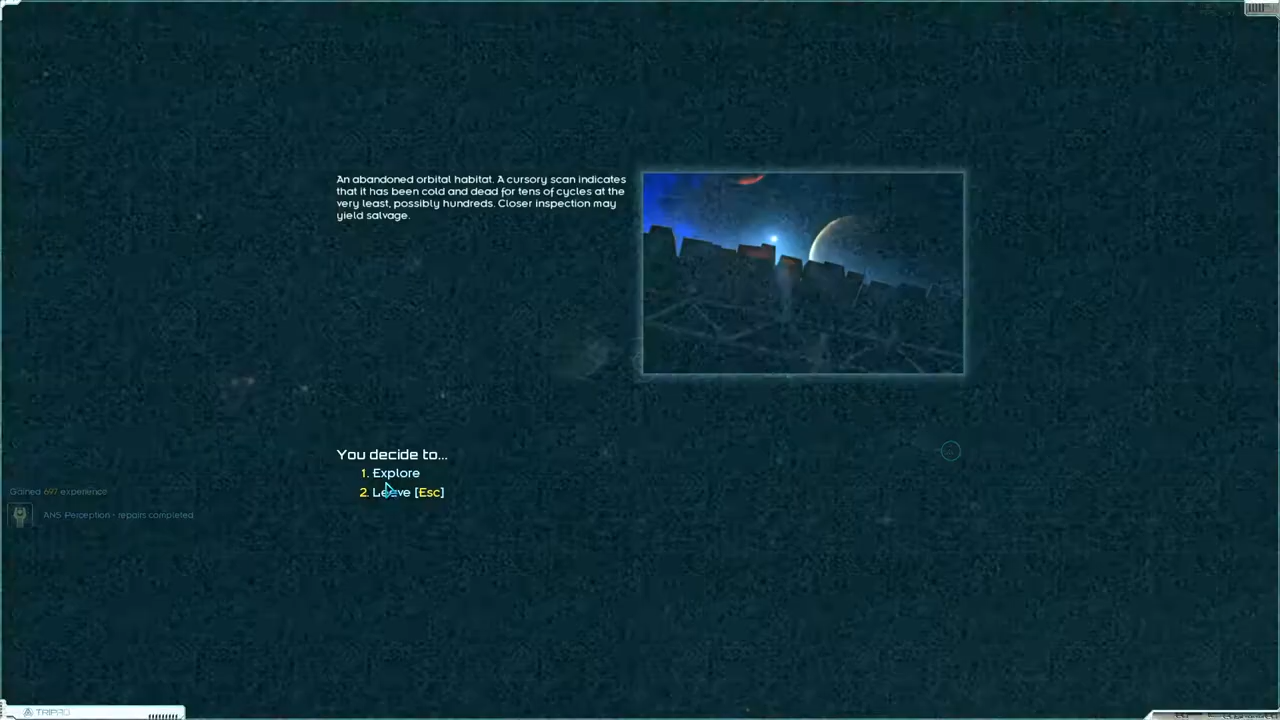 An abandoned orbital habitat. A cursory scan indicates
that it has been cold and dead for tens of cycles at the
very least, possibly hundreds. Closer inspection may
yield salvage.
You decide to...
1. Explore
2. Leave [Esc]
Gained 697 experience
ANS Perception - repairs completed
TRIPAD